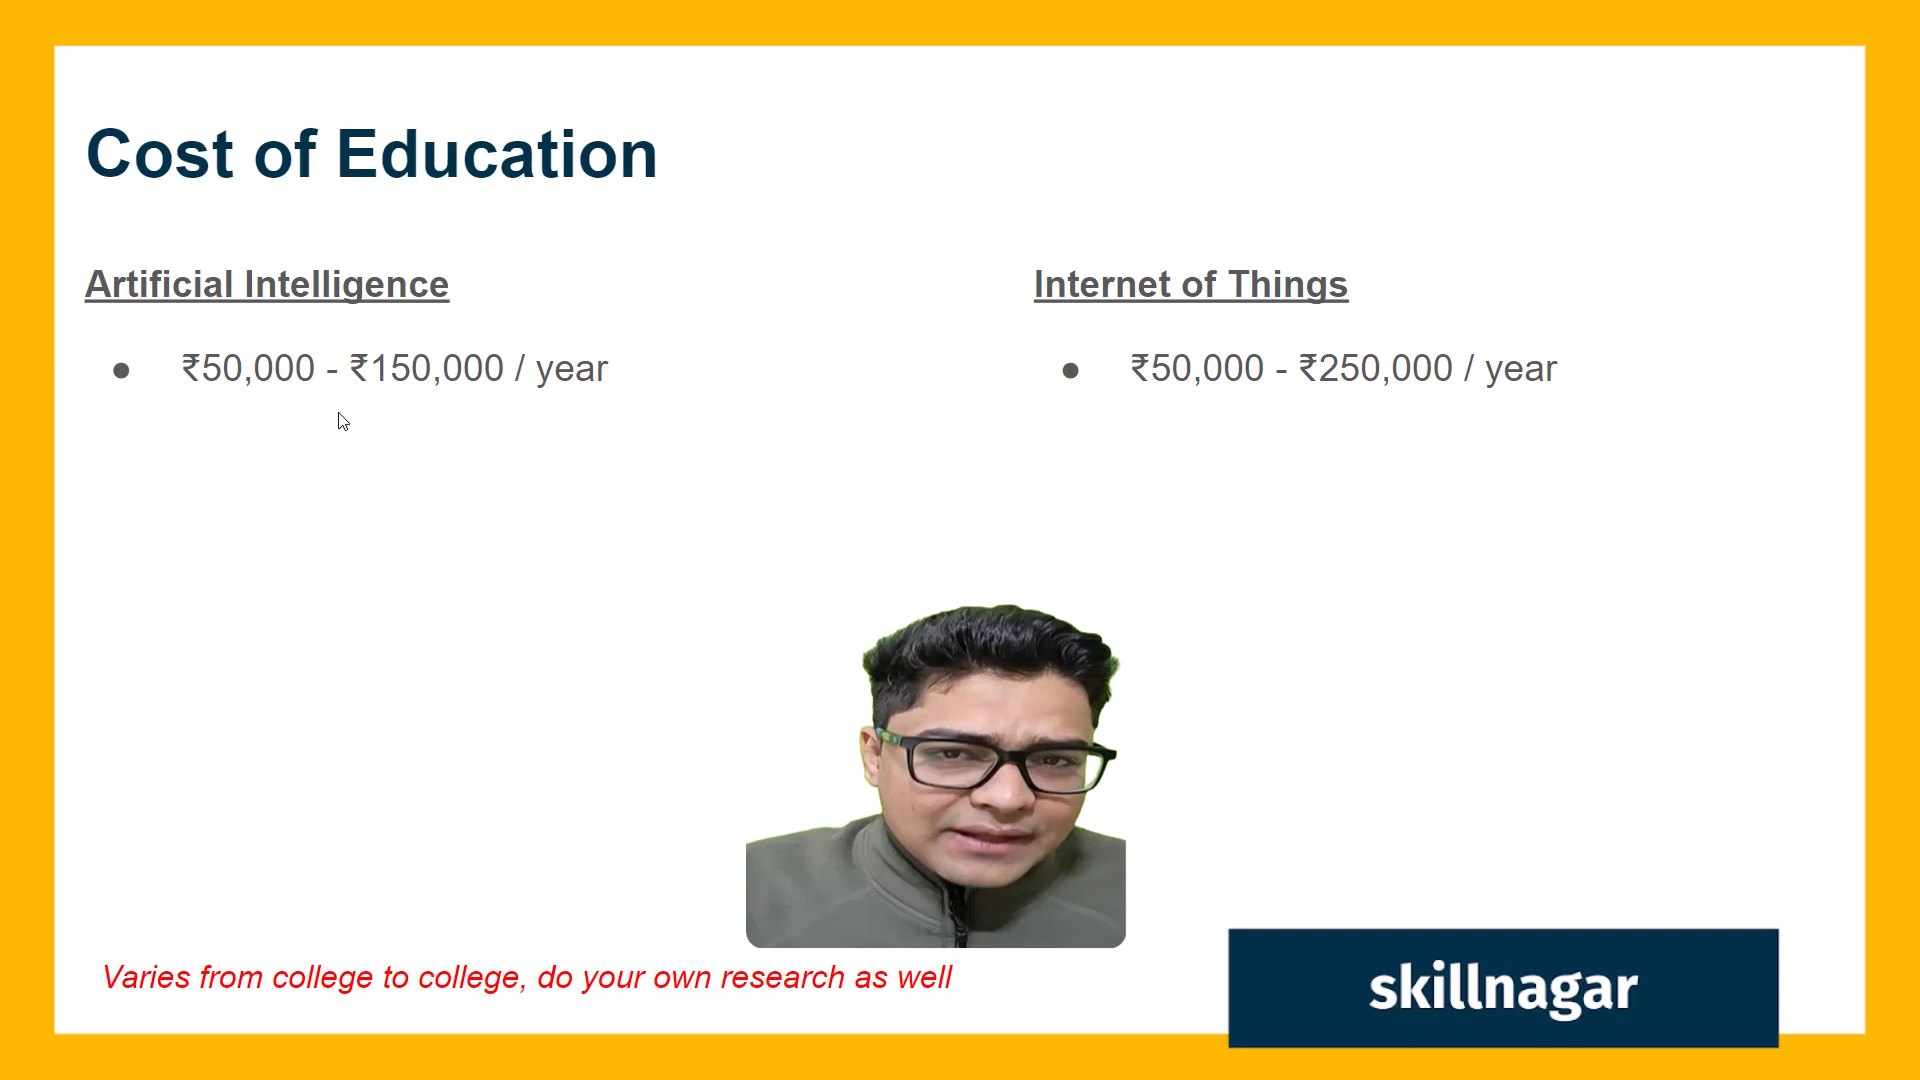 Cost of Education
Artificial Intelligence
● ₹50,000 - ₹150,000 / year
Internet of Things
● ₹50,000 - ₹250,000 / year
Varies from college to college, do your own research as well
skillnagar